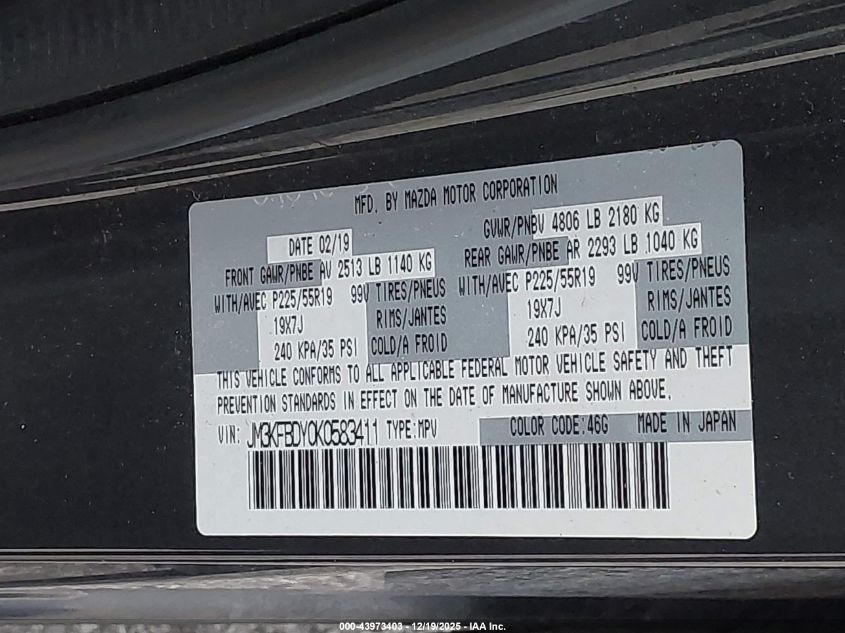 MFD. BY MAZDA MOTOR CORPORATION
DATE 02/19 GVWR/PNBV 4806 LB 2180 KG
FRONT GAWR/PNBE AV 2513 LB 1140 KG REAR GAWR/PNBE AR 2293 LB 1040 KG
WITH/AVEC P225/55R19 99V TIRES/PNEUS WITH/AVEC P225/55R19 99V TIRES/PNEUS
19X7J RIMS/JANTES 19X7J RIMS/JANTES
240 KPA/35 PSI COLD/A FROID 240 KPA/35 PSI COLD/A FROID
THIS VEHICLE CONFORMS TO ALL APPLICABLE FEDERAL MOTOR VEHICLE SAFETY AND THEFT
PREVENTION STANDARDS IN EFFECT ON THE DATE OF MANUFACTURE SHOWN ABOVE.
VIN: JM3KFBDY0K0583411 TYPE:MPV COLOR CODE:46G MADE IN JAPAN
000-43973403 - 12/19/2025 - IAA Inc.